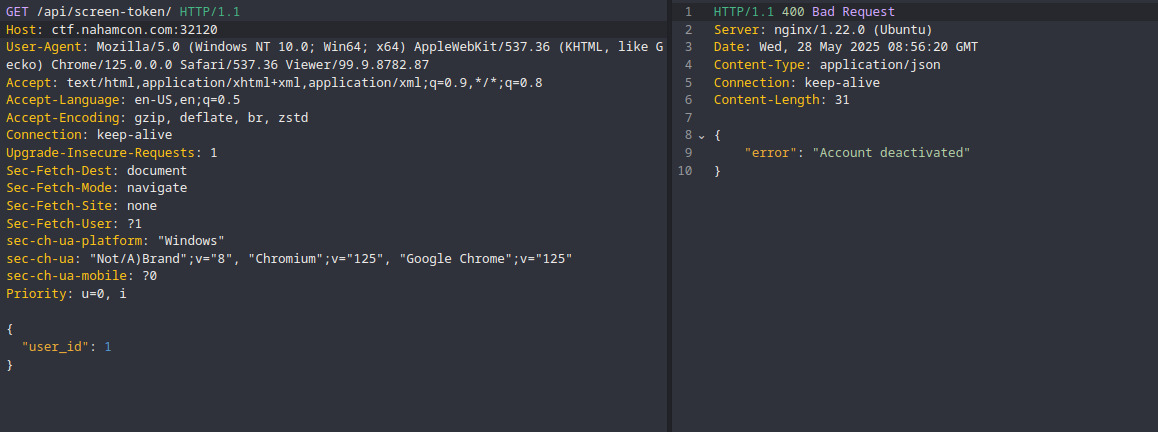 GET /api/screen-token/ HTTP/1.1
Host: ctf.nahamcon.com:32120
User-Agent: Mozilla/5.0 (Windows NT 10.0; Win64; x64) AppleWebKit/537.36 (KHTML, like G
ecko) Chrome/125.0.0.0 Safari/537.36 Viewer/99.9.8782.87
Accept: text/html,application/xhtml+xml,application/xml;q=0.9,*/*;q=0.8
Accept-Language: en-US,en;q=0.5
Accept-Encoding: gzip, deflate, br, zstd
Connection: keep-alive
Upgrade-Insecure-Requests: 1
Sec-Fetch-Dest: document
Sec-Fetch-Mode: navigate
Sec-Fetch-Site: none
Sec-Fetch-User: ?1
sec-ch-ua-platform: "Windows"
sec-ch-ua: "Not/A)Brand";v="8", "Chromium";v="125", "Google Chrome";v="125"
sec-ch-ua-mobile: ?0
Priority: u=0, i
{
"user_id": 1
}
1 HTTP/1.1 400 Bad Request
2 Server: nginx/1.22.0 (Ubuntu)
3 Date: Wed, 28 May 2025 08:56:20 GMT
4 Content-Type: application/json
5 Connection: keep-alive
6 Content-Length: 31
7
8 {
9 "error": "Account deactivated"
10 }